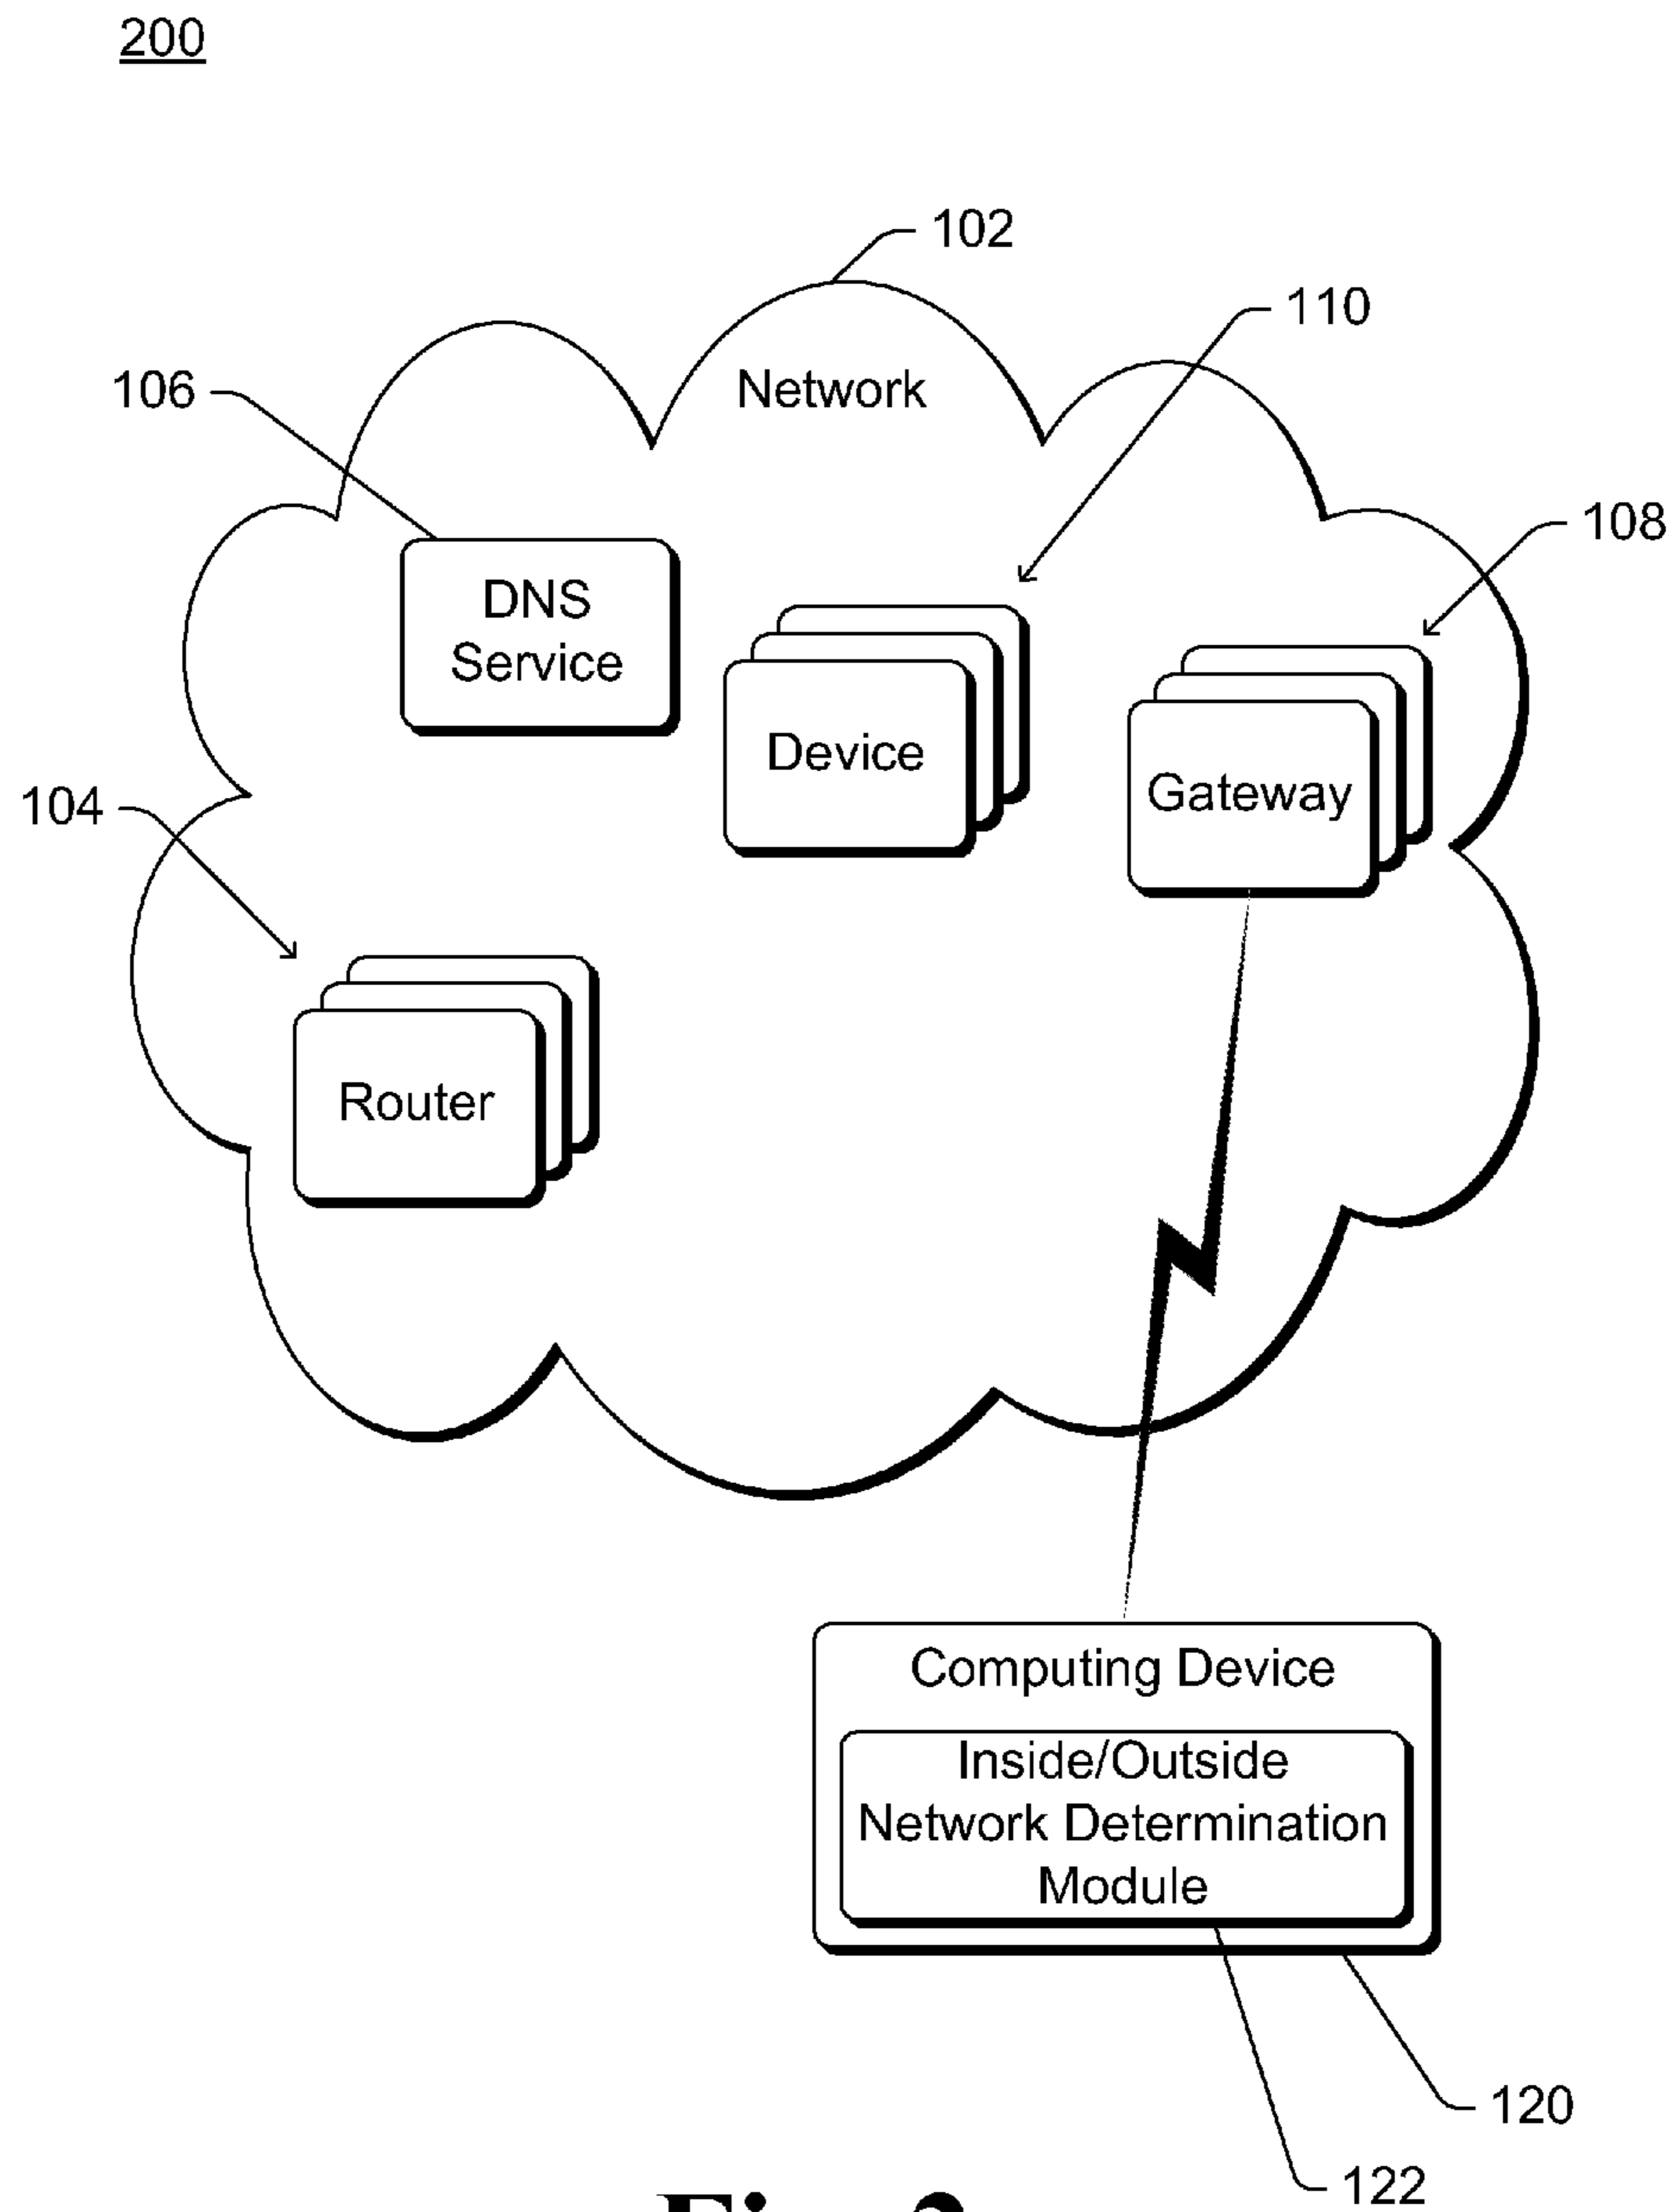 200
102
110
Network
106
108
DNS
Service
Device
Gateway
104
Router
Computing Device
Inside/Outside
Network Determination
Module
120
122